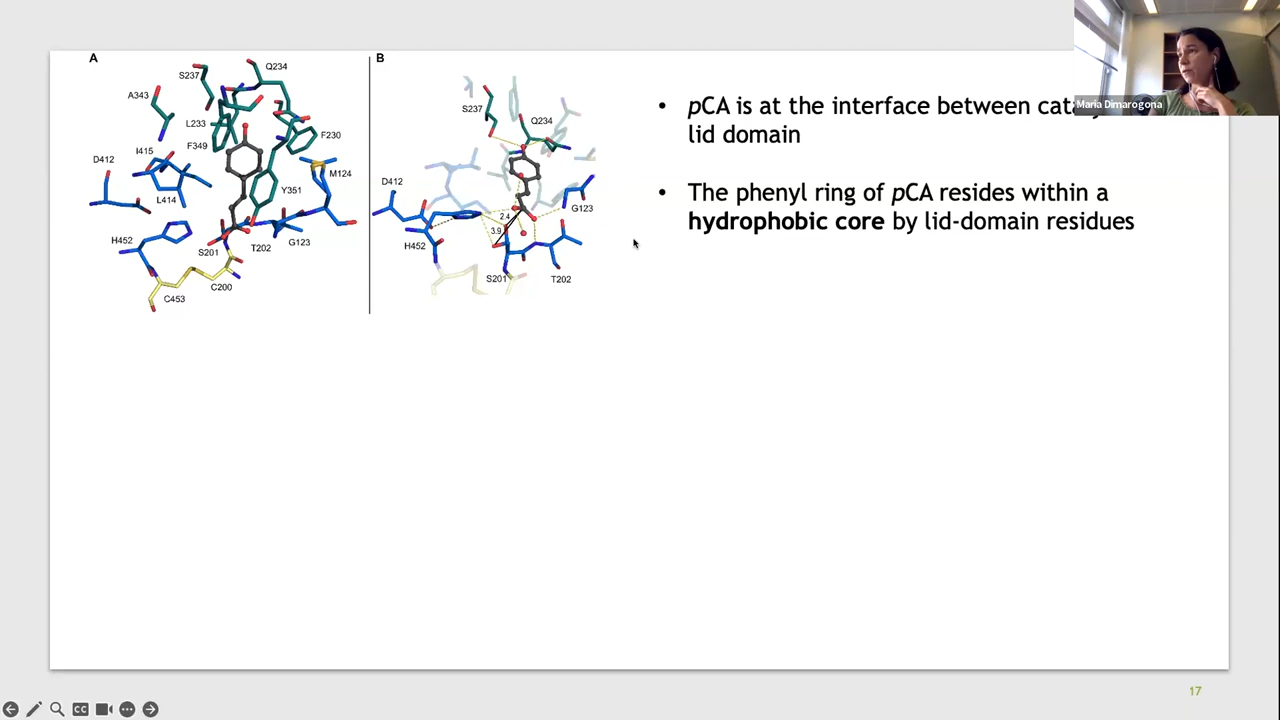 A
S237
Q234
A343
L233
F349
F230
I415
D412
M124
Y351
L414
H452
S201
T202
G123
C200
C453
B
S237
Q234
D412
G123
2.4
3.9
H452
S201
T202
• pCA is at the interface between
lid domain
• The phenyl ring of pCA resides within a
hydrophobic core by lid-domain residues
Maria Dimarogona
17
CC